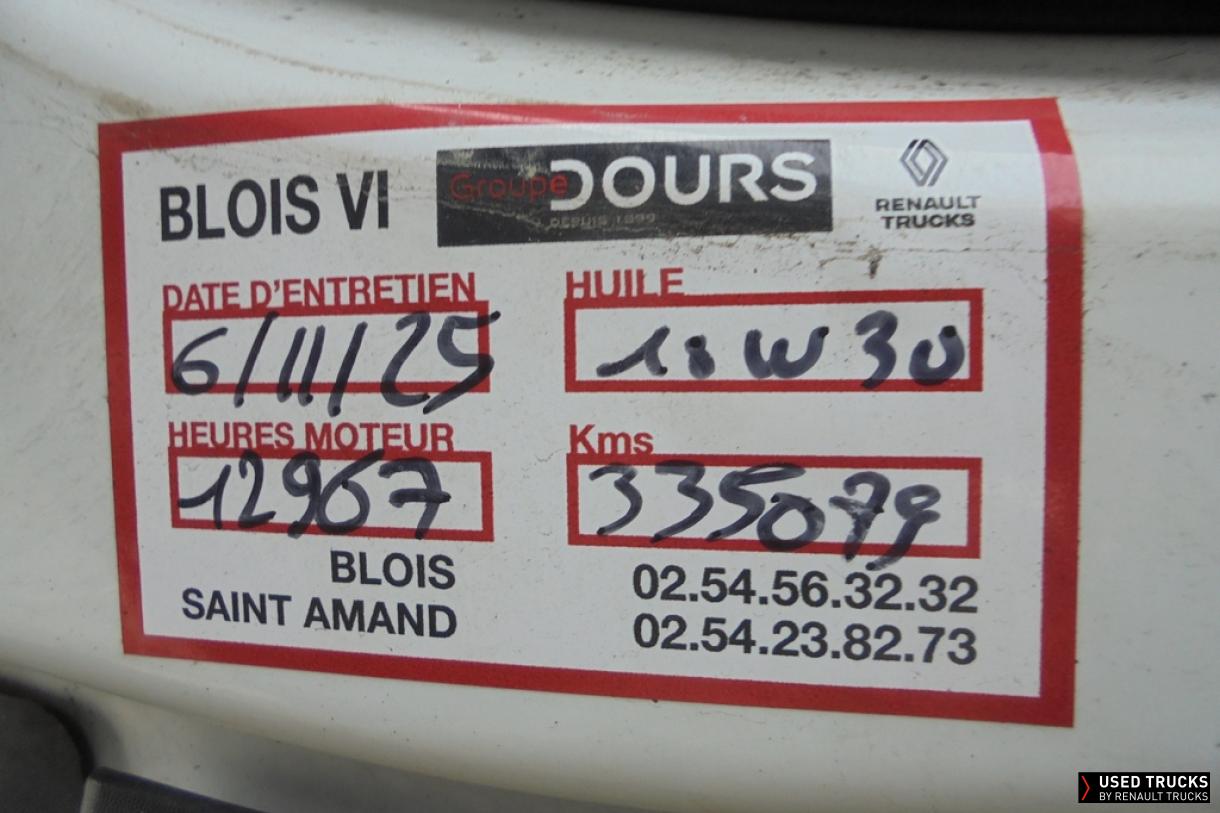 BLOIS VI
Groupe DOURS
DEPUIS 1899
RENAULT
TRUCKS
DATE D'ENTRETIEN
6/11/25
HUILE
10W30
HEURES MOTEUR
12967
Kms
335079
BLOIS 02.54.56.32.32
SAINT AMAND 02.54.23.82.73
USED TRUCKS
BY RENAULT TRUCKS